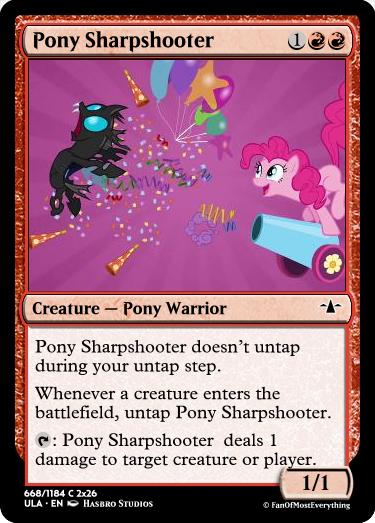 Pony Sharpshooter 1
Creature — Pony Warrior
Pony Sharpshooter doesn't untap
during your untap step.
Whenever a creature enters the
battlefield, untap Pony Sharpshooter.
: Pony Sharpshooter deals 1
damage to target creature or player.
1/1
668/1184 C 2x26
ULA • EN Hasbro Studios
© FanOfMostEverything